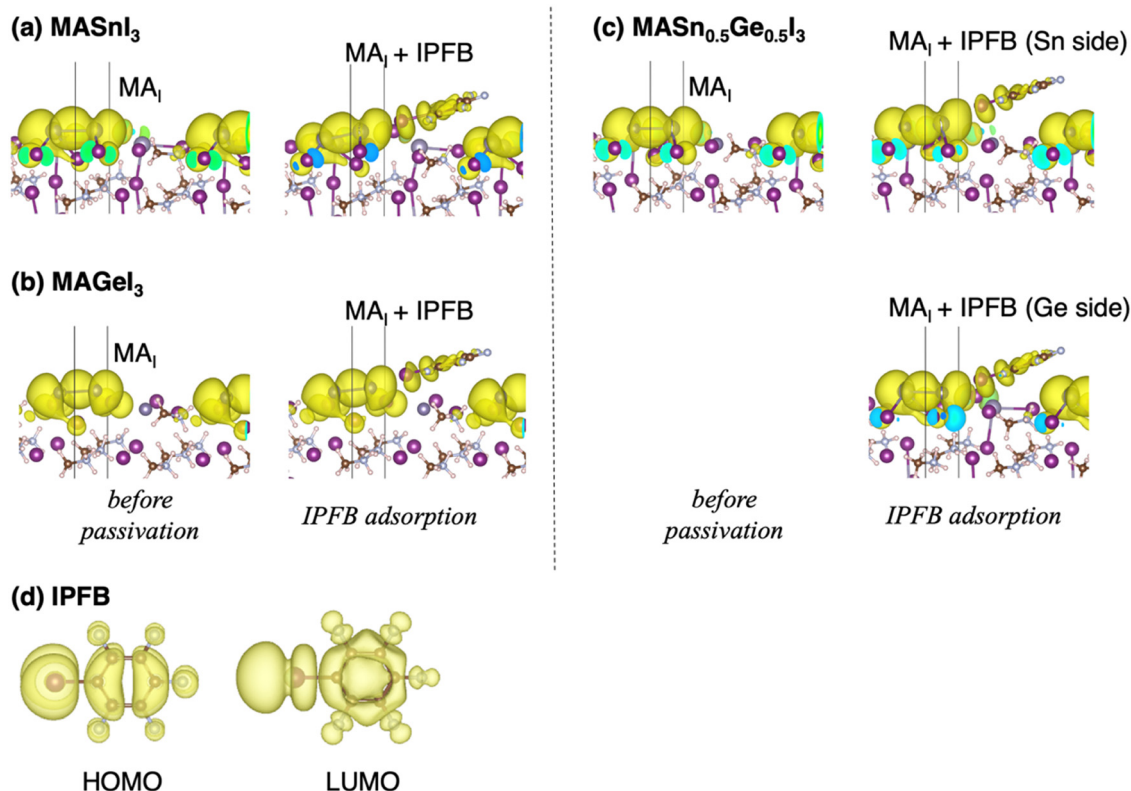 (a) MASnI3
MAI
MAI + IPFB
(b) MAGeI3
MAI
MAI + IPFB
before
passivation
IPFB adsorption
(c) MASn0.5Ge0.5I3
MAI
MAI + IPFB (Sn side)
MAI + IPFB (Ge side)
before
passivation
IPFB adsorption
(d) IPFB
HOMO
LUMO